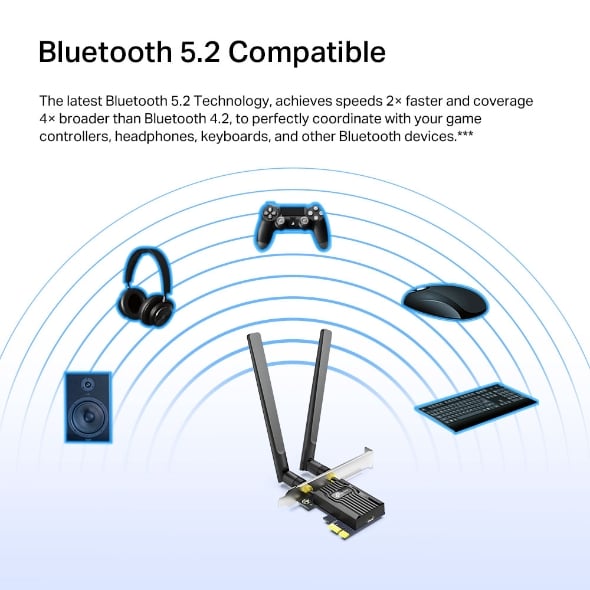 Bluetooth 5.2 Compatible
The latest Bluetooth 5.2 Technology, achieves speeds 2× faster and coverage
4× broader than Bluetooth 4.2, to perfectly coordinate with your game
controllers, headphones, keyboards, and other Bluetooth devices.***